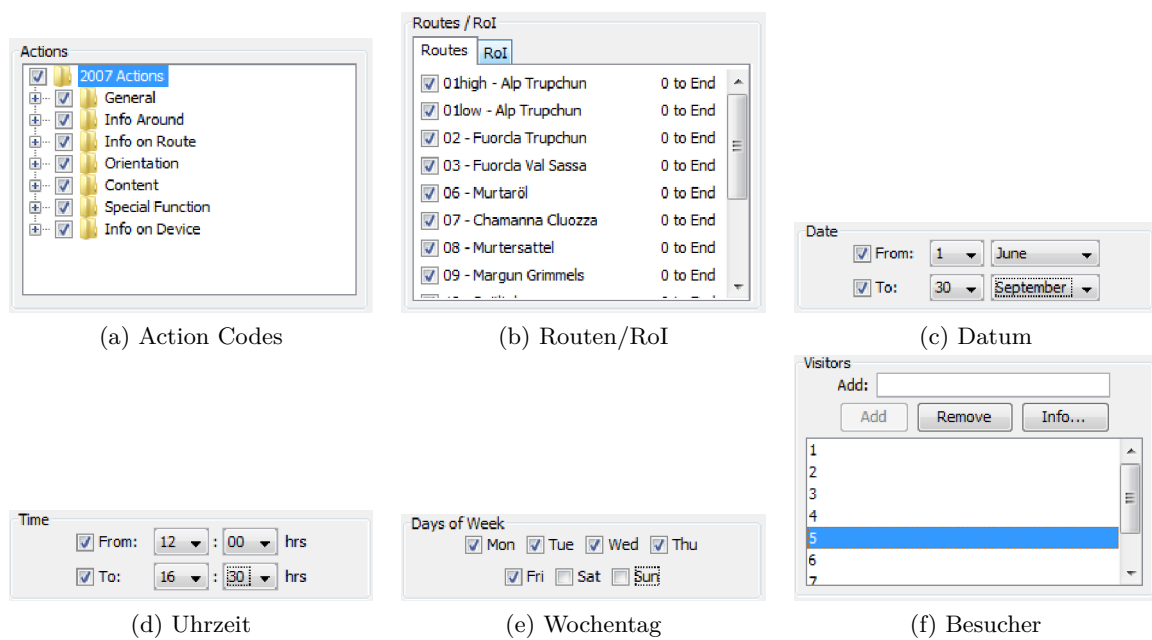 Actions
2007 Actions
General
Info Around
Info on Route
Orientation
Content
Special Function
Info on Device
(a) Action Codes
Routes / RoI
Routes RoI
01high - Alp Trupchun 0 to End
01low - Alp Trupchun 0 to End
02 - Fuorcla Trupchun 0 to End
03 - Fuorcla Val Sassa 0 to End
06 - Murtaröl 0 to End
07 - Chamanna Cluozza 0 to End
08 - Murtersattel 0 to End
09 - Margun Grimmels 0 to End
(b) Routen/RoI
Date
From: 1 June
To: 30 September
(c) Datum
Time
From: 12 : 00 hrs
To: 16 : 30 hrs
(d) Uhrzeit
Days of Week
Mon Tue Wed Thu
Fri Sat Sun
(e) Wochentag
Visitors
Add:
Add Remove Info...
1
2
3
4
5
6
7
(f) Besucher